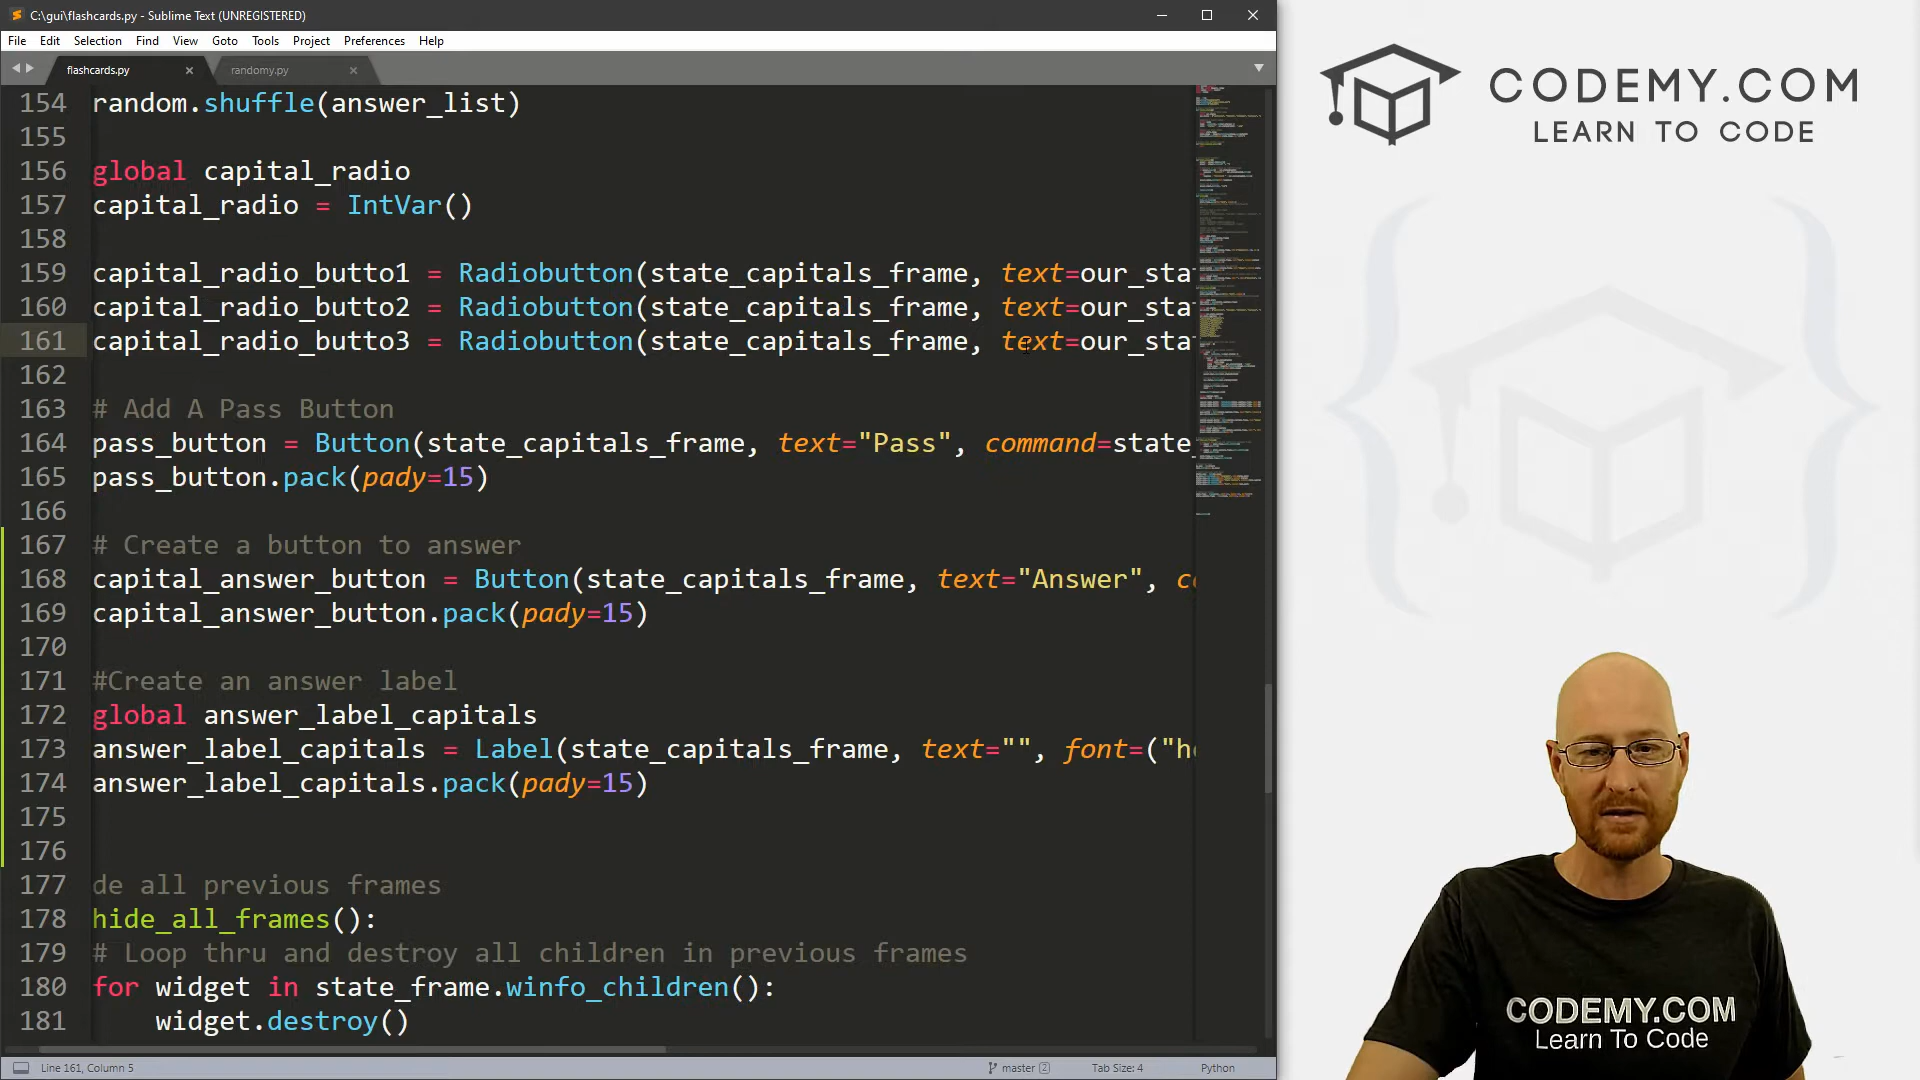 C:\gui\flashcards.py - Sublime Text (UNREGISTERED)
File Edit Selection Find View Goto Tools Project Preferences Help
flashcards.py
randomy.py
154 random.shuffle(answer_list)
155
156 global capital_radio
157 capital_radio = IntVar()
158
159 capital_radio_butto1 = Radiobutton(state_capitals_frame, text=our_sta
160 capital_radio_butto2 = Radiobutton(state_capitals_frame, text=our_sta
161 capital_radio_butto3 = Radiobutton(state_capitals_frame, text=our_sta
162
163 # Add A Pass Button
164 pass_button = Button(state_capitals_frame, text="Pass", command=state
165 pass_button.pack(pady=15)
166
167 # Create a button to answer
168 capital_answer_button = Button(state_capitals_frame, text="Answer", co
169 capital_answer_button.pack(pady=15)
170
171 #Create an answer label
172 global answer_label_capitals
173 answer_label_capitals = Label(state_capitals_frame, text="", font=("he
174 answer_label_capitals.pack(pady=15)
175
176
177 de all previous frames
178 hide_all_frames():
179 # Loop thru and destroy all children in previous frames
180 for widget in state_frame.winfo_children():
181 widget.destroy()
Line 161, Column 5
master 2
Tab Size: 4
Python
CODEMY.COM
LEARN TO CODE
CODEMY.COM
Learn To Code